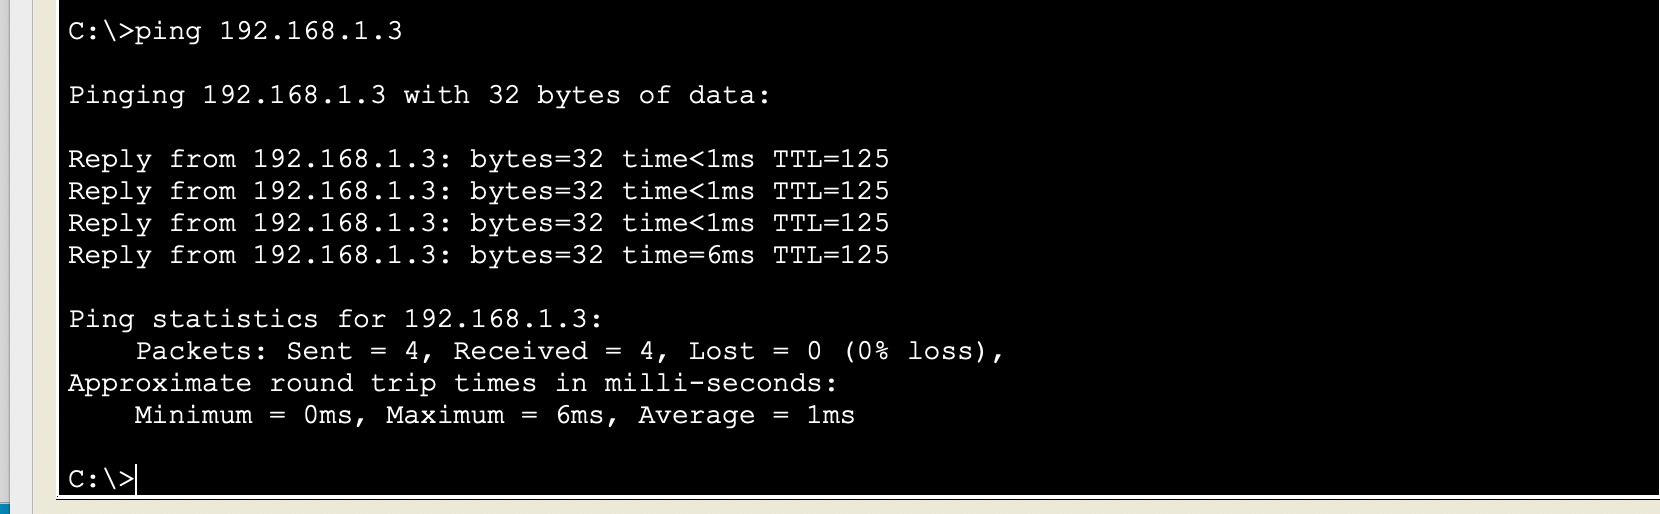 C:\>ping 192.168.1.3
Pinging 192.168.1.3 with 32 bytes of data:
Reply from 192.168.1.3: bytes=32 time<1ms TTL=125
Reply from 192.168.1.3: bytes=32 time<1ms TTL=125
Reply from 192.168.1.3: bytes=32 time<1ms TTL=125
Reply from 192.168.1.3: bytes=32 time=6ms TTL=125
Ping statistics for 192.168.1.3:
Packets: Sent = 4, Received = 4, Lost = 0 (0% loss),
Approximate round trip times in milli-seconds:
Minimum = 0ms, Maximum = 6ms, Average = 1ms
C:\>